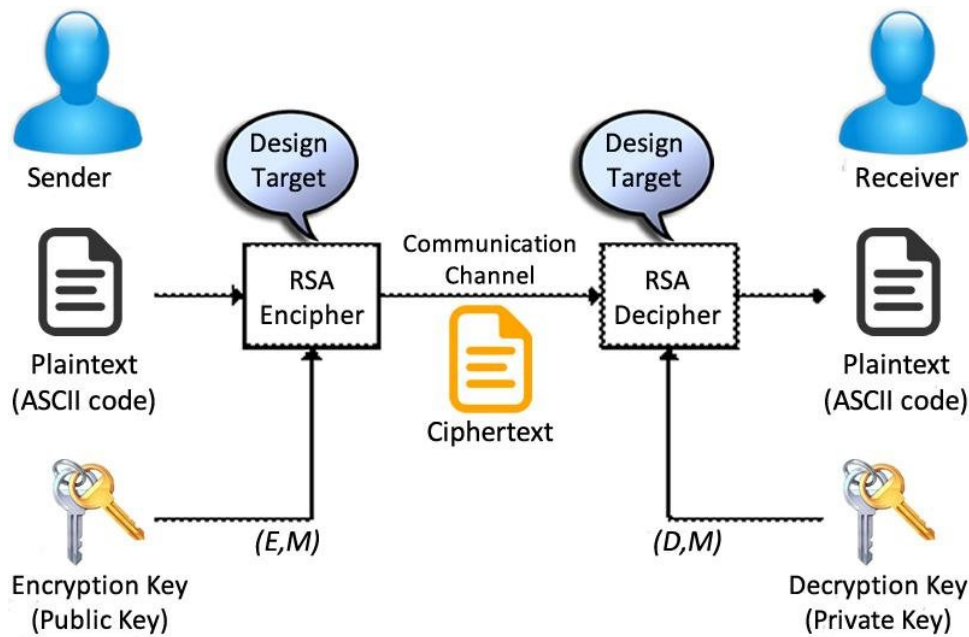 Sender
Design
Target
Design
Target
Receiver
Communication
Channel
RSA
Encipher
RSA
Decipher
Plaintext
(ASCII code)
Ciphertext
Plaintext
(ASCII code)
(E,M)
(D,M)
Encryption Key
(Public Key)
Decryption Key
(Private Key)